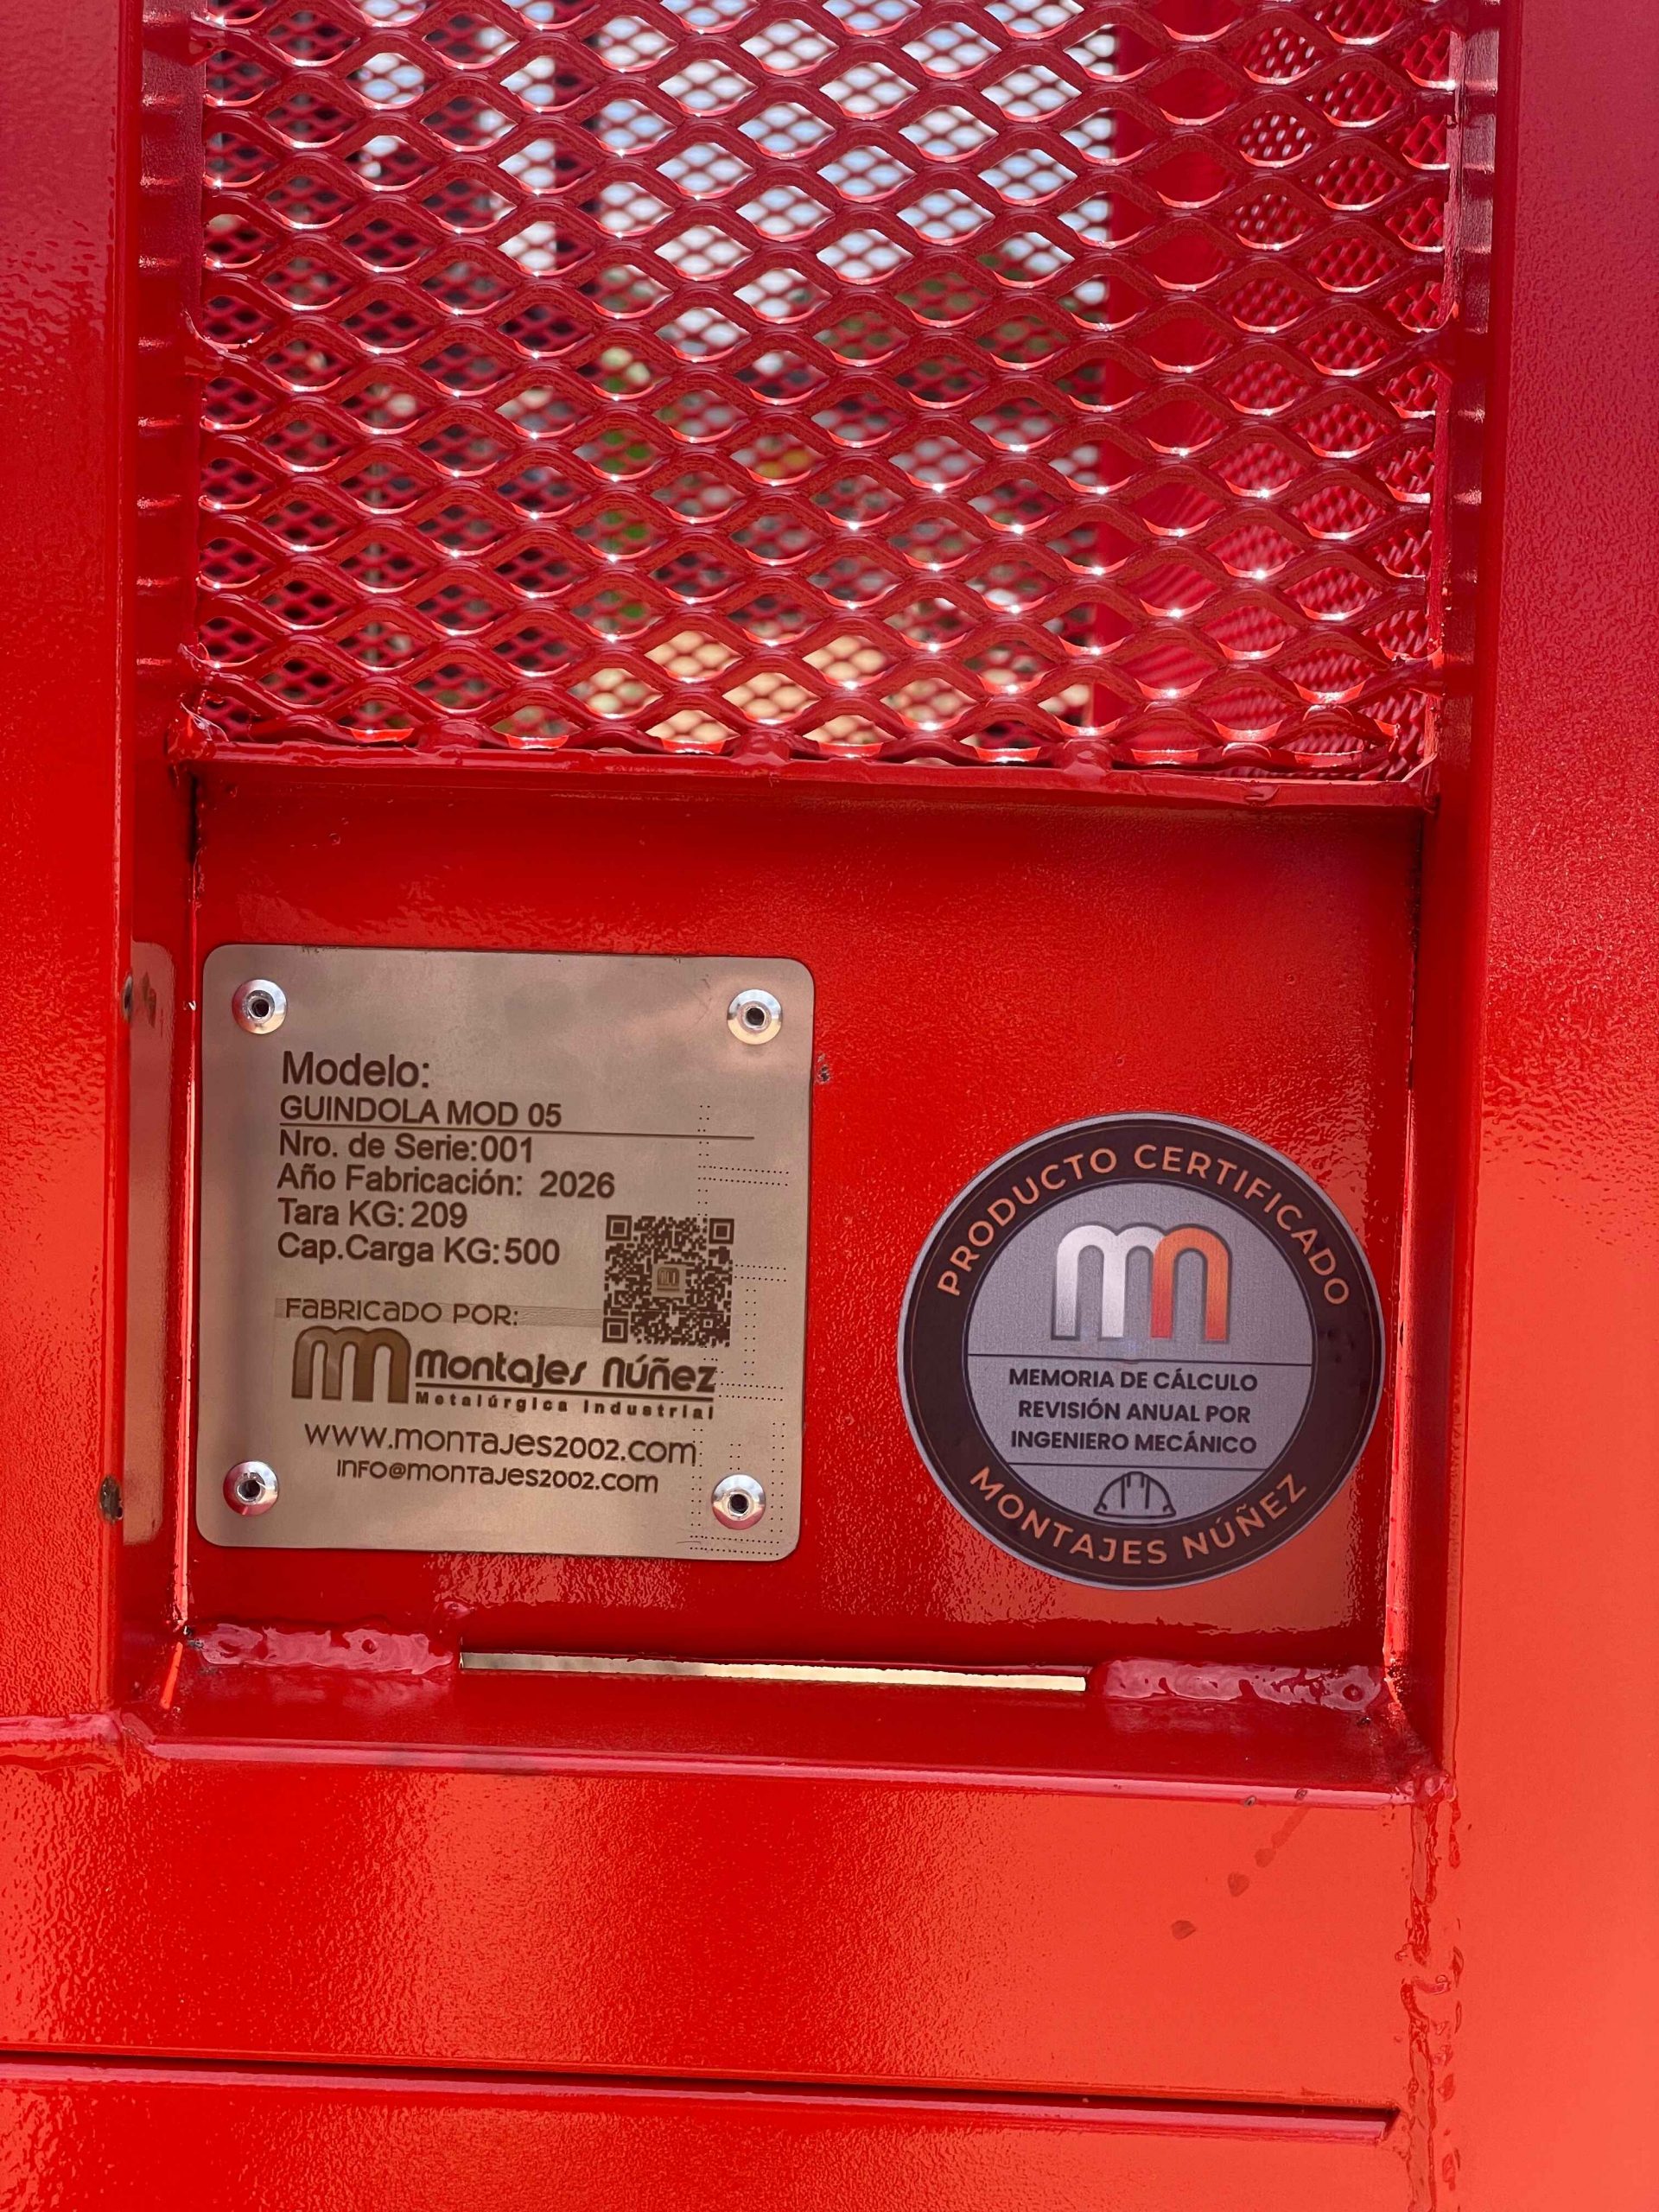 Modelo:
GUINDOLA MOD 05
Nro. de Serie:001
Año Fabricación: 2026
Tara KG: 209
Cap.Carga KG:500
FABRICADO POR:
Montajes Núñez
Metalúrgica Industrial
www.montajes2002.com
info@montajes2002.com
PRODUCTO CERTIFICADO
MEMORIA DE CÁLCULO
REVISIÓN ANUAL POR
INGENIERO MECÁNICO
MONTAJES NÚÑEZ